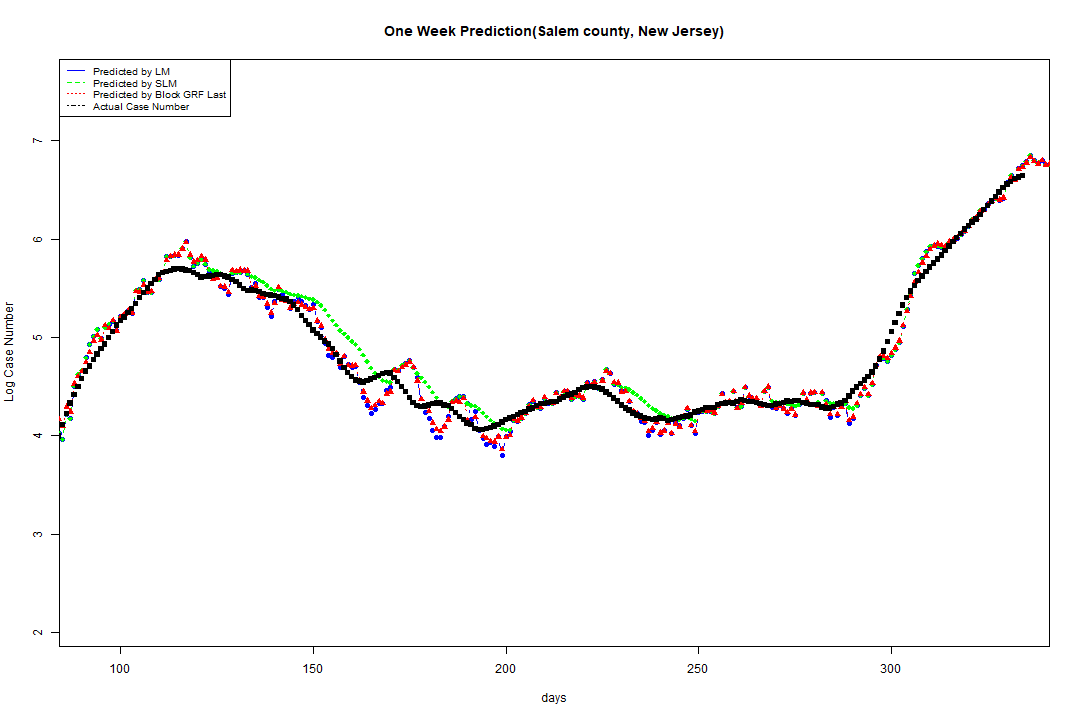 One Week Prediction(Salem county, New Jersey)
Predicted by LM
Predicted by SLM
Predicted by Block GRF Last
Actual Case Number
Log Case Number
7
6
5
4
3
2
100 150 200 250 300
days